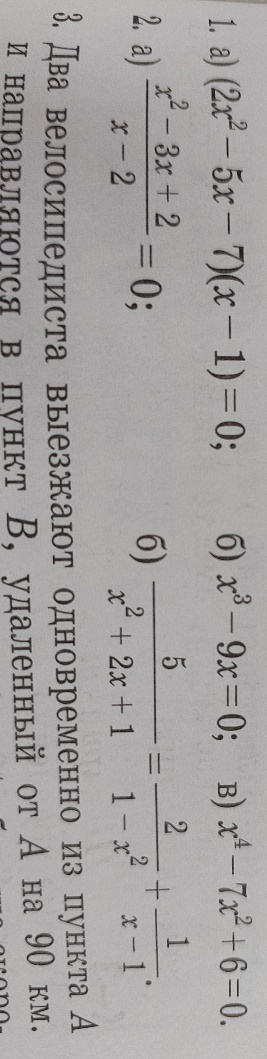 1. а) (2x² − 5x − 7)(x − 1) = 0; б) x³ − 9x = 0; в) x⁴ − 7x² + 6 = 0.
2. а) (x² − 3x + 2)/(x − 2) = 0; б) 5/(x² + 2x + 1) = 2/(1 − x²) + 1/(x − 1).
3. Два велосипедиста выезжают одновременно из пункта A
и направляются в пункт B, удаленный от A на 90 км.